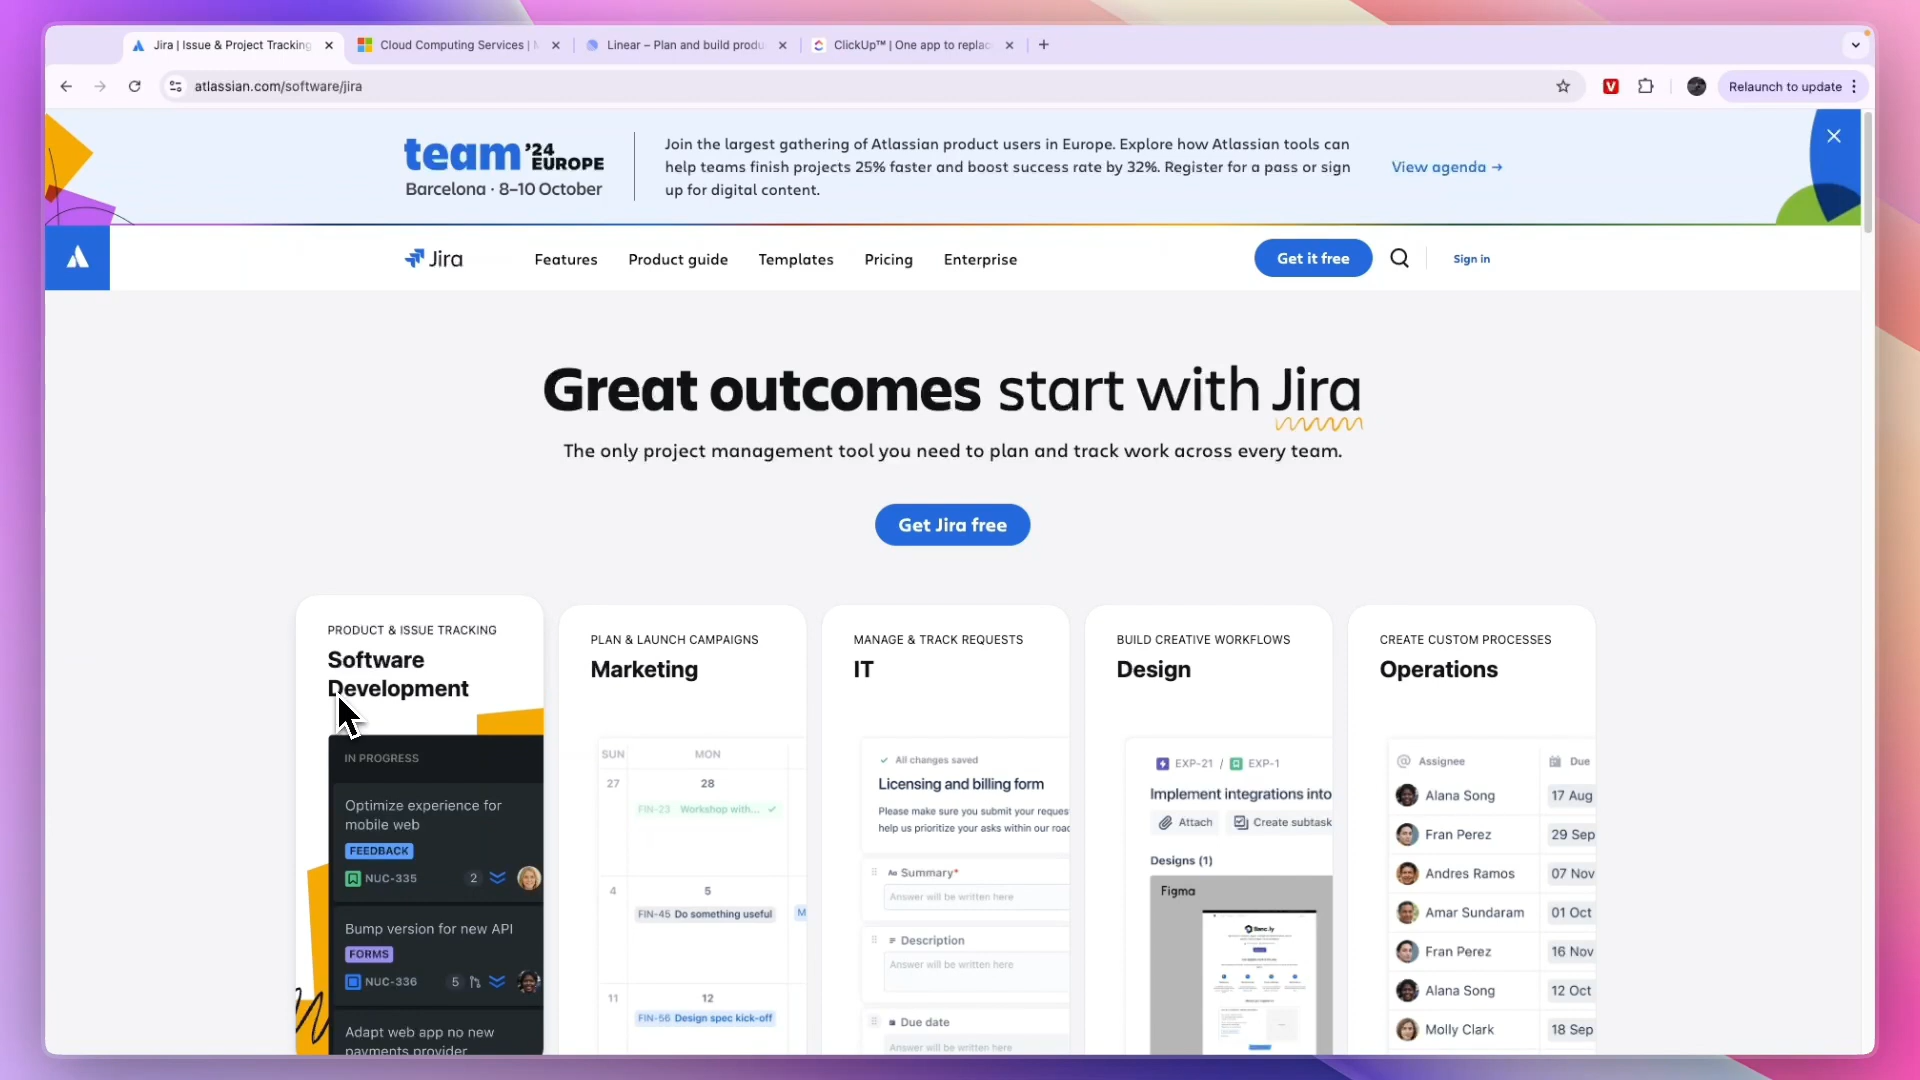 Jira | Issue & Project Tracking
Cloud Computing Services |
Linear – Plan and build produ
ClickUp™ | One app to replac
atlassian.com/software/jira
V
Relaunch to update
team '24 EUROPE
Barcelona · 8–10 October
Join the largest gathering of Atlassian product users in Europe. Explore how Atlassian tools can
help teams finish projects 25% faster and boost success rate by 32%. Register for a pass or sign
up for digital content.
View agenda →
Jira
Features
Product guide
Templates
Pricing
Enterprise
Get it free
Sign in
Great outcomes start with Jira
The only project management tool you need to plan and track work across every team.
Get Jira free
PRODUCT & ISSUE TRACKING
Software
Development
IN PROGRESS
Optimize experience for
mobile web
FEEDBACK
NUC-335
2
Bump version for new API
FORMS
NUC-336
5
Adapt web app no new
payments provider
PLAN & LAUNCH CAMPAIGNS
Marketing
SUN MON
27 28
FIN-23 Workshop with...
4 5
FIN-45 Do something useful
M
11 12
FIN-56 Design spec kick-off
MANAGE & TRACK REQUESTS
IT
All changes saved
Licensing and billing form
Please make sure you submit your reques
help us prioritize your asks within our roa
Aa Summary*
Answer will be written here
Description
Answer will be written here
Due date
Answer will be written here
BUILD CREATIVE WORKFLOWS
Design
EXP-21 / EXP-1
Implement integrations into
Attach
Create subtask
Designs (1)
Figma
CREATE CUSTOM PROCESSES
Operations
Assignee Due
Alana Song 17 Aug
Fran Perez 29 Sep
Andres Ramos 07 Nov
Amar Sundaram 01 Oct
Fran Perez 16 Nov
Alana Song 12 Oct
Molly Clark 18 Sep